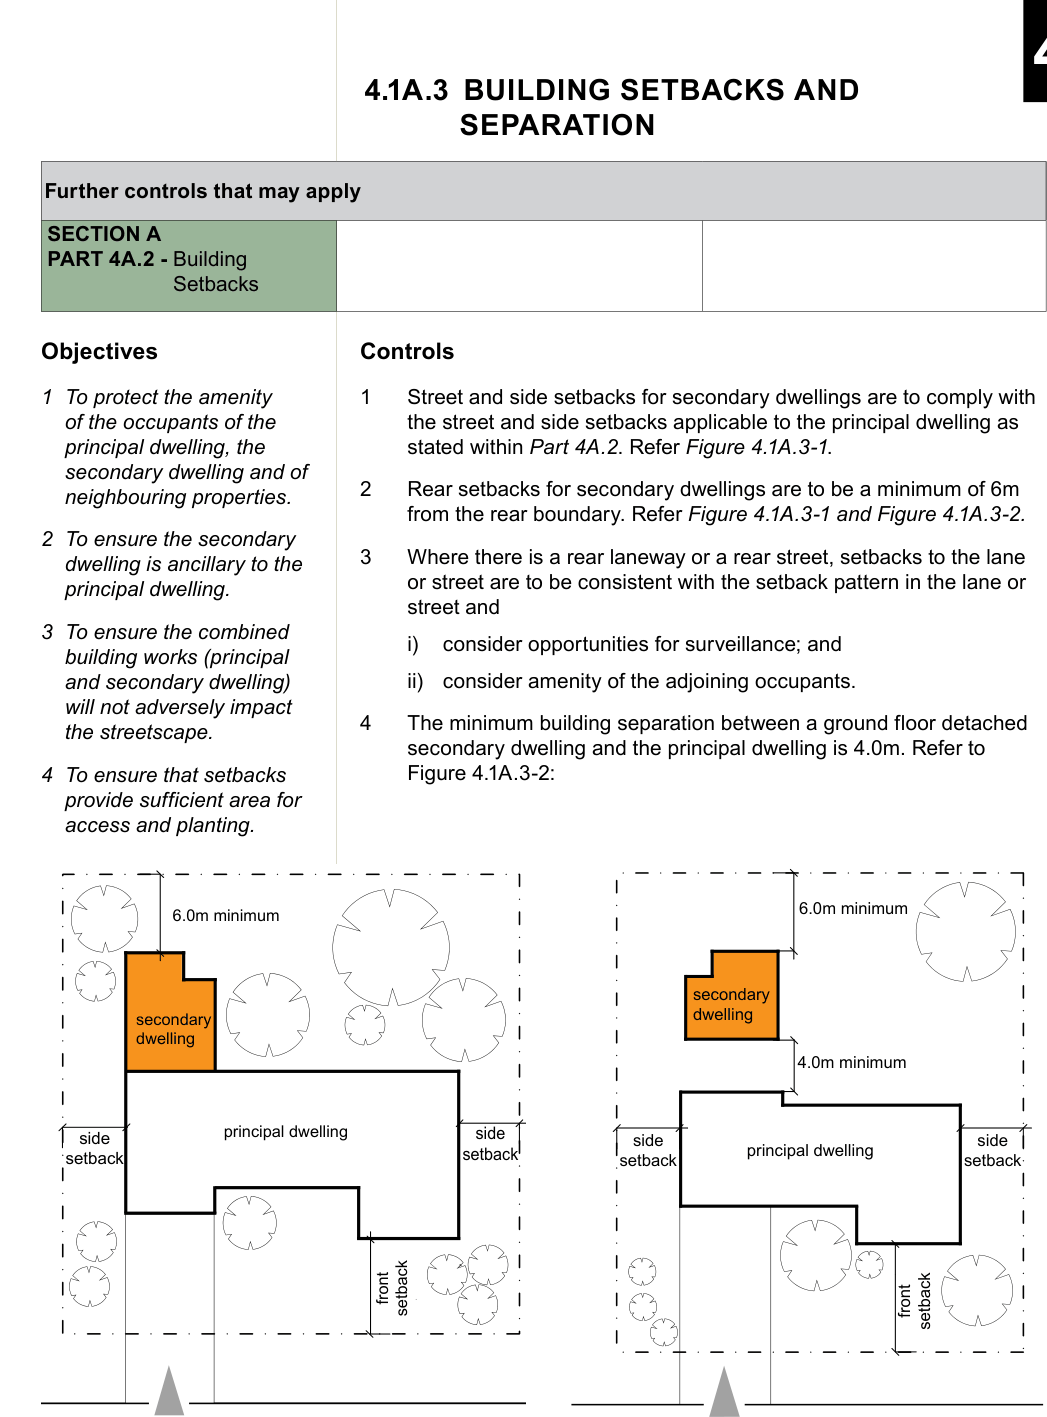 4.1A.3 BUILDING SETBACKS AND
SEPARATION
Further controls that may apply
SECTION A
PART 4A.2 - Building
Setbacks
Objectives
1 To protect the amenity
of the occupants of the
principal dwelling, the
secondary dwelling and of
neighbouring properties.
2 To ensure the secondary
dwelling is ancillary to the
principal dwelling.
3 To ensure the combined
building works (principal
and secondary dwelling)
will not adversely impact
the streetscape.
4 To ensure that setbacks
provide sufficient area for
access and planting.
Controls
1 Street and side setbacks for secondary dwellings are to comply with
the street and side setbacks applicable to the principal dwelling as
stated within Part 4A.2. Refer Figure 4.1A.3-1.
2 Rear setbacks for secondary dwellings are to be a minimum of 6m
from the rear boundary. Refer Figure 4.1A.3-1 and Figure 4.1A.3-2.
3 Where there is a rear laneway or a rear street, setbacks to the lane
or street are to be consistent with the setback pattern in the lane or
street and
i) consider opportunities for surveillance; and
ii) consider amenity of the adjoining occupants.
4 The minimum building separation between a ground floor detached
secondary dwelling and the principal dwelling is 4.0m. Refer to
Figure 4.1A.3-2:
6.0m minimum
secondary
dwelling
principal dwelling
side
setback
side
setback
front
setback
6.0m minimum
secondary
dwelling
4.0m minimum
principal dwelling
side
setback
side
setback
front
setback